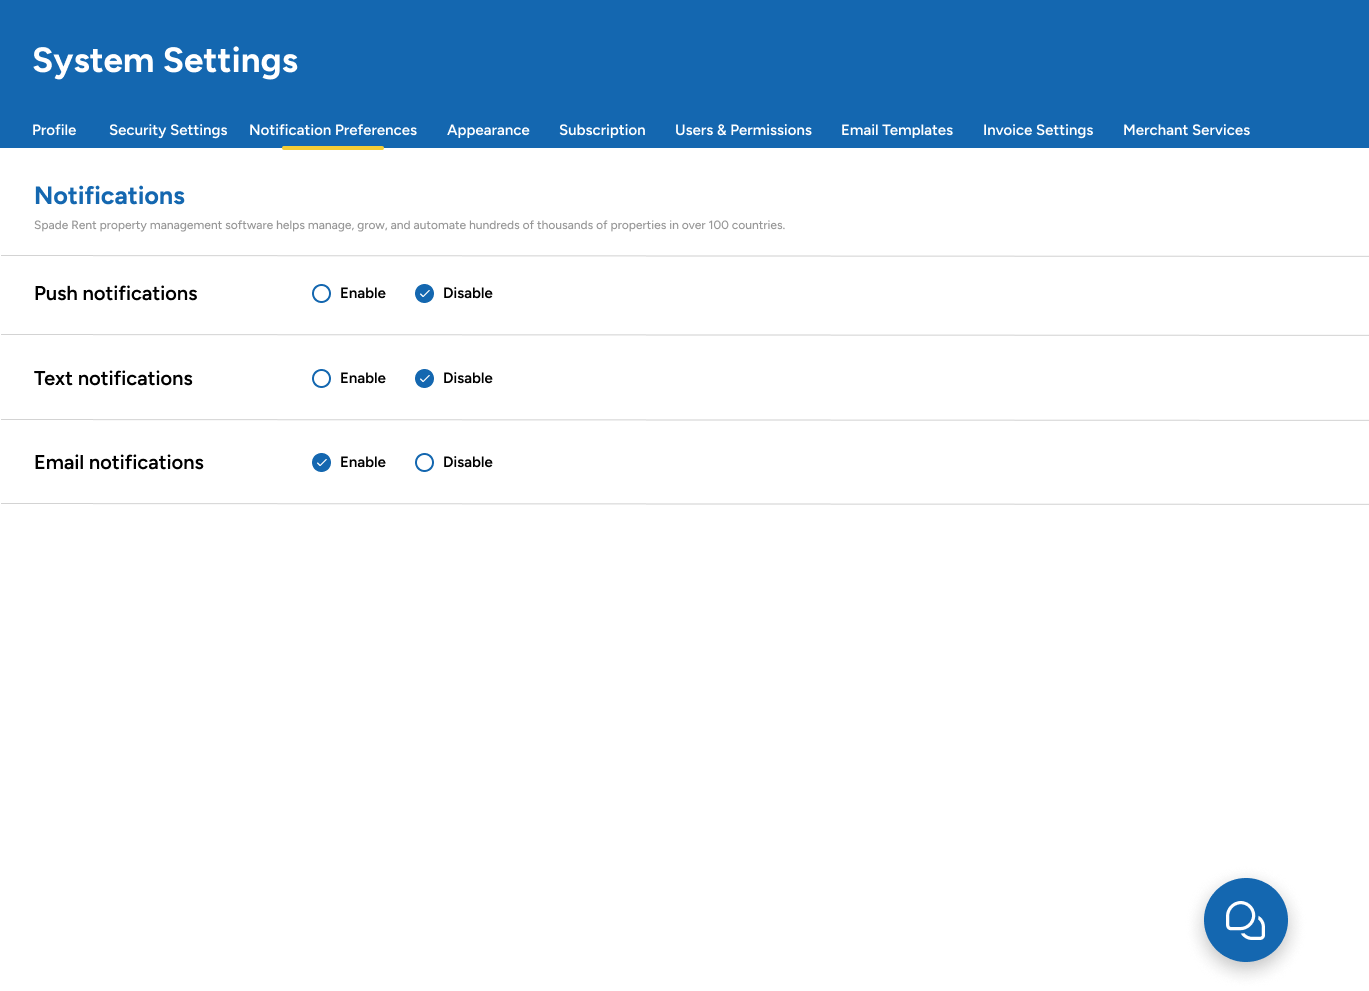 System Settings
Profile Security Settings Notification Preferences Appearance Subscription Users & Permissions Email Templates Invoice Settings Merchant Services
Notifications
Spade Rent property management software helps manage, grow, and automate hundreds of thousands of properties in over 100 countries.
Push notifications Enable Disable
Text notifications Enable Disable
Email notifications Enable Disable